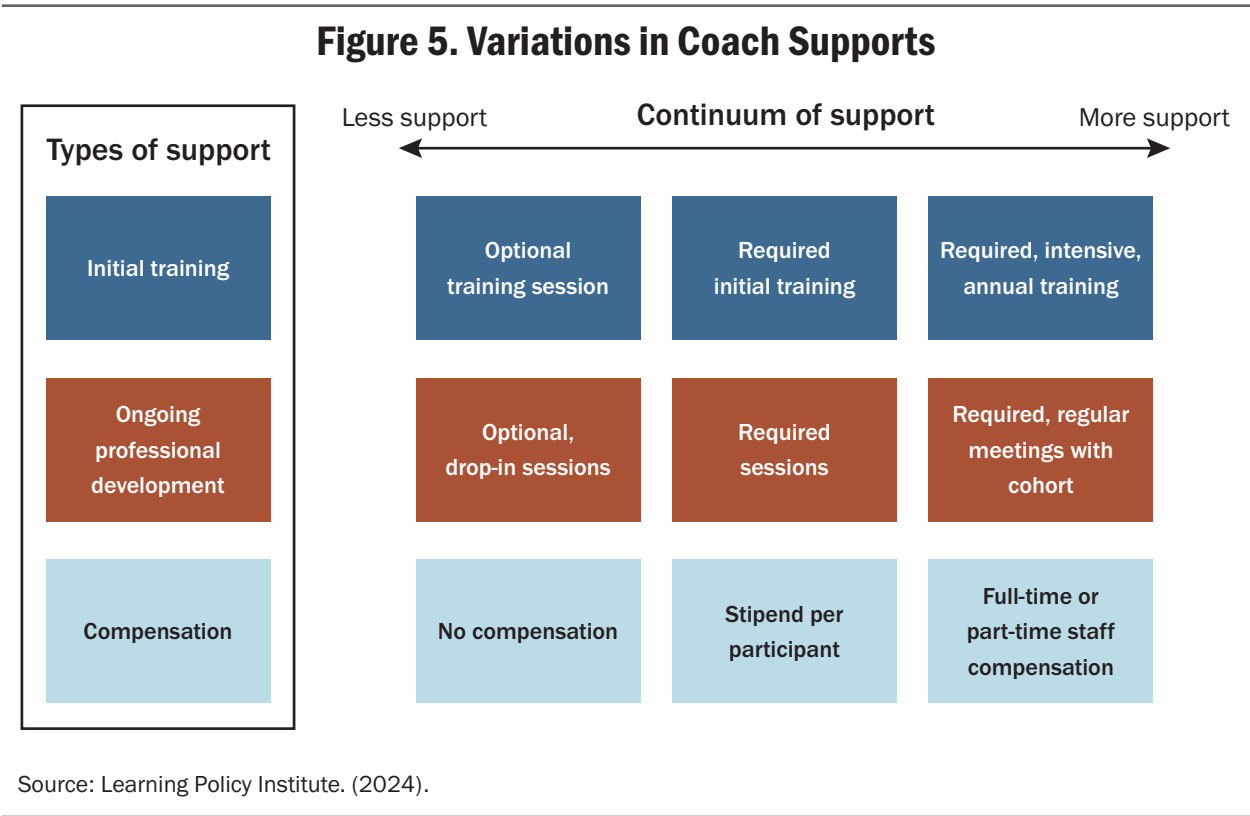 Figure 5. Variations in Coach Supports
Types of support
Less support
Continuum of support
More support
Initial training
Optional
training session
Required
initial training
Required, intensive,
annual training
Ongoing
professional
development
Optional,
drop-in sessions
Required
sessions
Required, regular
meetings with
cohort
Compensation
No compensation
Stipend per
participant
Full-time or
part-time staff
compensation
Source: Learning Policy Institute. (2024).